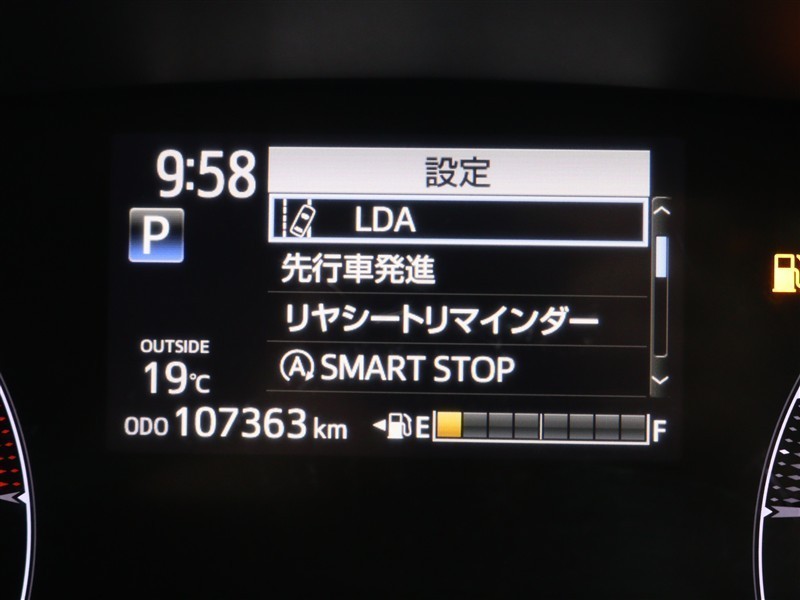 9:58
設定
P
LDA
先行車発進
リヤシートリマインダー
A SMART STOP
OUTSIDE
19℃
ODO 107363 km
E F